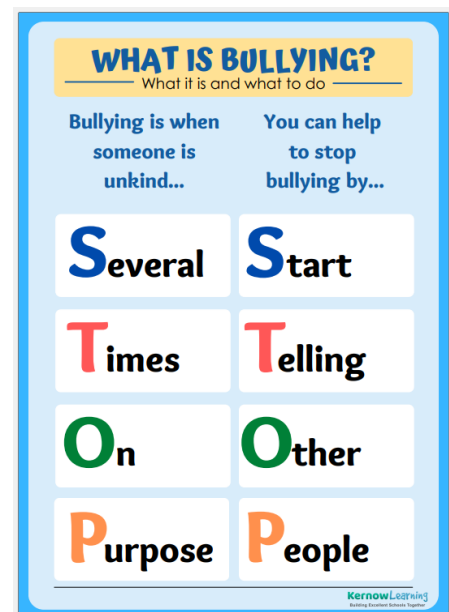 WHAT IS BULLYING?
What it is and what to do
Bullying is when
someone is
unkind...
You can help
to stop
bullying by...
Several
Start
Times
Telling
On
Other
Purpose
People
KernowLearning
Building Excellent Schools Together